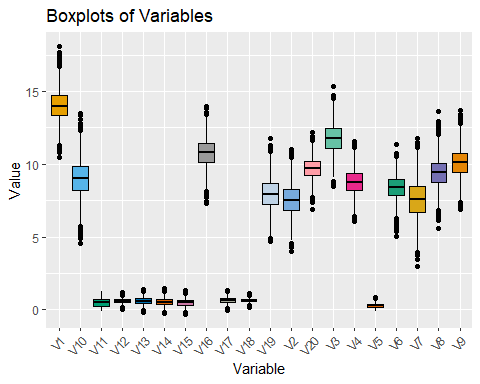 Boxplots of Variables
Value
15
10
5
0
V1 V10 V11 V12 V13 V14 V15 V16 V17 V18 V19 V2 V20 V3 V4 V5 V6 V7 V8 V9
Variable